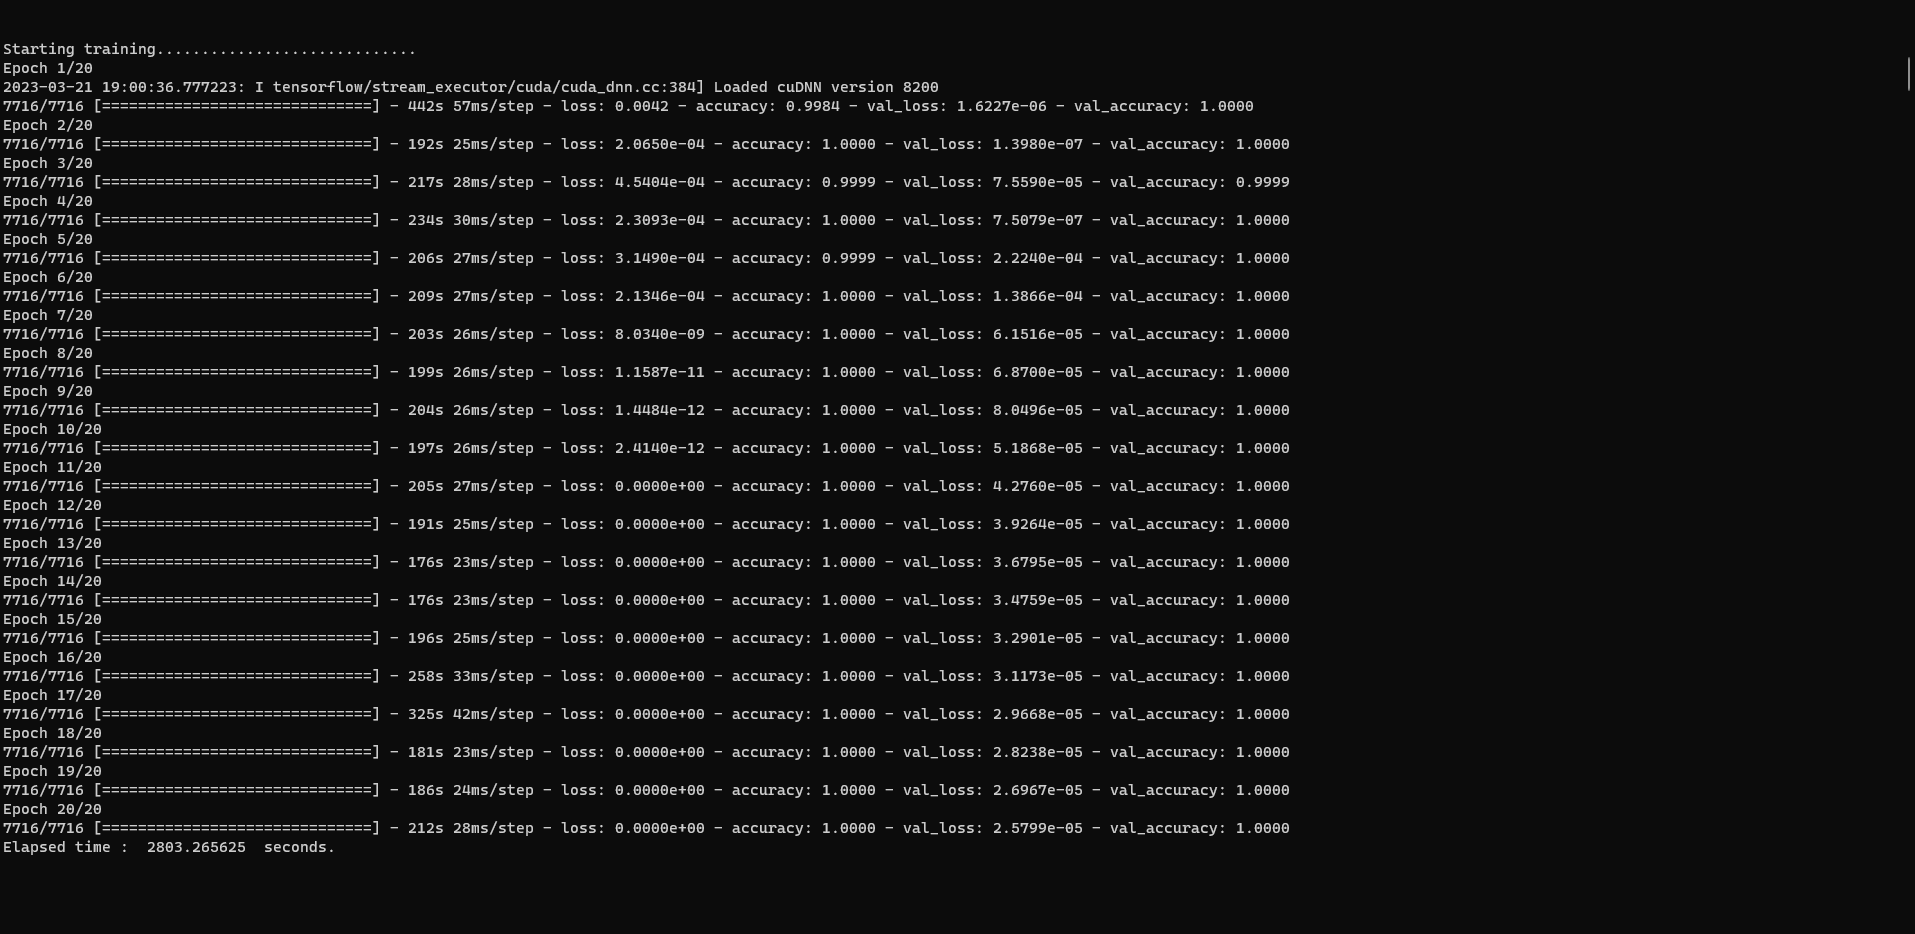 Starting training.............................
Epoch 1/20
2023-03-21 19:00:36.777223: I tensorflow/stream_executor/cuda/cuda_dnn.cc:384] Loaded cuDNN version 8200
7716/7716 [==============================] - 442s 57ms/step - loss: 0.0042 - accuracy: 0.9984 - val_loss: 1.6227e-06 - val_accuracy: 1.0000
Epoch 2/20
7716/7716 [==============================] - 192s 25ms/step - loss: 2.0650e-04 - accuracy: 1.0000 - val_loss: 1.3980e-07 - val_accuracy: 1.0000
Epoch 3/20
7716/7716 [==============================] - 217s 28ms/step - loss: 4.5404e-04 - accuracy: 0.9999 - val_loss: 7.5590e-05 - val_accuracy: 0.9999
Epoch 4/20
7716/7716 [==============================] - 234s 30ms/step - loss: 2.3093e-04 - accuracy: 1.0000 - val_loss: 7.5079e-07 - val_accuracy: 1.0000
Epoch 5/20
7716/7716 [==============================] - 206s 27ms/step - loss: 3.1490e-04 - accuracy: 0.9999 - val_loss: 2.2240e-04 - val_accuracy: 1.0000
Epoch 6/20
7716/7716 [==============================] - 209s 27ms/step - loss: 2.1346e-04 - accuracy: 1.0000 - val_loss: 1.3866e-04 - val_accuracy: 1.0000
Epoch 7/20
7716/7716 [==============================] - 203s 26ms/step - loss: 8.0340e-09 - accuracy: 1.0000 - val_loss: 6.1516e-05 - val_accuracy: 1.0000
Epoch 8/20
7716/7716 [==============================] - 199s 26ms/step - loss: 1.1587e-11 - accuracy: 1.0000 - val_loss: 6.8700e-05 - val_accuracy: 1.0000
Epoch 9/20
7716/7716 [==============================] - 204s 26ms/step - loss: 1.4484e-12 - accuracy: 1.0000 - val_loss: 8.0496e-05 - val_accuracy: 1.0000
Epoch 10/20
7716/7716 [==============================] - 197s 26ms/step - loss: 2.4140e-12 - accuracy: 1.0000 - val_loss: 5.1868e-05 - val_accuracy: 1.0000
Epoch 11/20
7716/7716 [==============================] - 205s 27ms/step - loss: 0.0000e+00 - accuracy: 1.0000 - val_loss: 4.2760e-05 - val_accuracy: 1.0000
Epoch 12/20
7716/7716 [==============================] - 191s 25ms/step - loss: 0.0000e+00 - accuracy: 1.0000 - val_loss: 3.9264e-05 - val_accuracy: 1.0000
Epoch 13/20
7716/7716 [==============================] - 176s 23ms/step - loss: 0.0000e+00 - accuracy: 1.0000 - val_loss: 3.6795e-05 - val_accuracy: 1.0000
Epoch 14/20
7716/7716 [==============================] - 176s 23ms/step - loss: 0.0000e+00 - accuracy: 1.0000 - val_loss: 3.4759e-05 - val_accuracy: 1.0000
Epoch 15/20
7716/7716 [==============================] - 196s 25ms/step - loss: 0.0000e+00 - accuracy: 1.0000 - val_loss: 3.2901e-05 - val_accuracy: 1.0000
Epoch 16/20
7716/7716 [==============================] - 258s 33ms/step - loss: 0.0000e+00 - accuracy: 1.0000 - val_loss: 3.1173e-05 - val_accuracy: 1.0000
Epoch 17/20
7716/7716 [==============================] - 325s 42ms/step - loss: 0.0000e+00 - accuracy: 1.0000 - val_loss: 2.9668e-05 - val_accuracy: 1.0000
Epoch 18/20
7716/7716 [==============================] - 181s 23ms/step - loss: 0.0000e+00 - accuracy: 1.0000 - val_loss: 2.8238e-05 - val_accuracy: 1.0000
Epoch 19/20
7716/7716 [==============================] - 186s 24ms/step - loss: 0.0000e+00 - accuracy: 1.0000 - val_loss: 2.6967e-05 - val_accuracy: 1.0000
Epoch 20/20
7716/7716 [==============================] - 212s 28ms/step - loss: 0.0000e+00 - accuracy: 1.0000 - val_loss: 2.5799e-05 - val_accuracy: 1.0000
Elapsed time :  2803.265625  seconds.